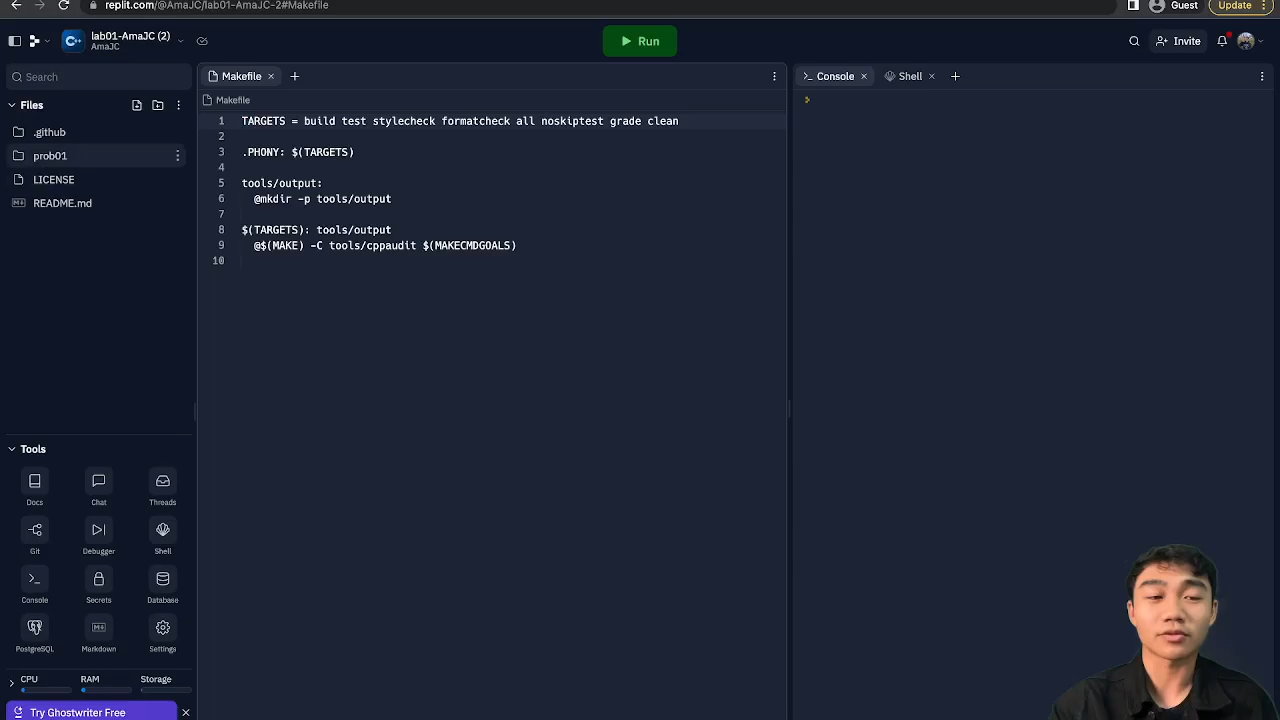 replit.com/@AmaJC/lab01-AmaJC-2#Makefile
Guest
Update
lab01-AmaJC (2)
AmaJC
Run
Invite
Search
Files
.github
prob01
LICENSE
README.md
Makefile
Makefile
1 TARGETS = build test stylecheck formatcheck all noskiptest grade clean
2
3 .PHONY: $(TARGETS)
4
5 tools/output:
6 @mkdir -p tools/output
7
8 $(TARGETS): tools/output
9 @$(MAKE) -C tools/cppaudit $(MAKECMDGOALS)
10
Console
Shell
Tools
Docs
Chat
Threads
Git
Debugger
Shell
Console
Secrets
Database
PostgreSQL
Markdown
Settings
CPU
RAM
Storage
Try Ghostwriter Free